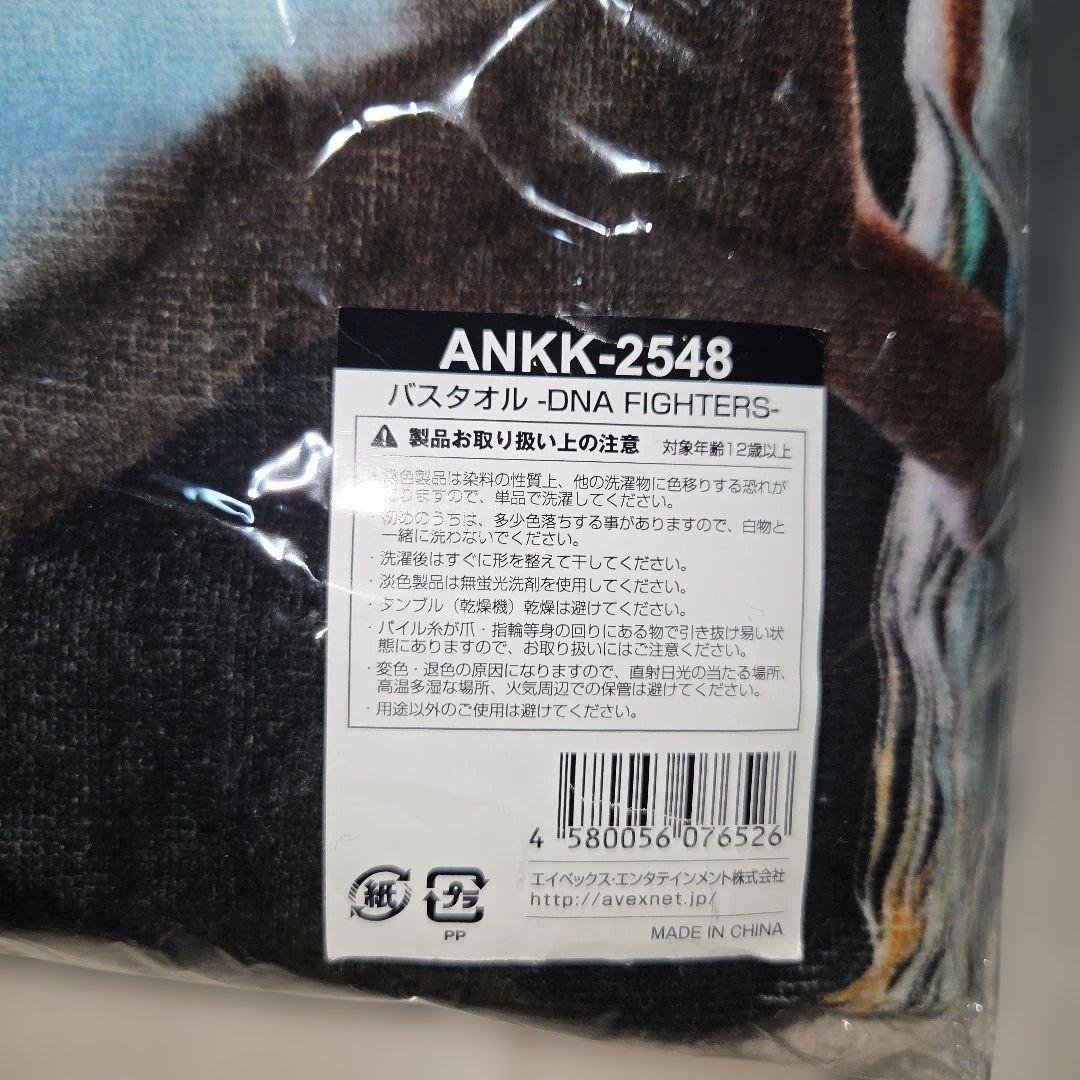 ANKK-2548
バスタオル -DNA FIGHTERS-
製品お取り扱い上の注意 対象年齢12歳以上
色製品は染料の性質上、他の洗濯物に色移りする恐れが
なりますので、単品で洗濯してください。
初めのうちは、多少色落ちする事がありますので、白物と
一緒に洗わないでください。
・洗濯後はすぐに形を整えて干してください。
・淡色製品は無蛍光洗剤を使用してください。
・タンブル（乾燥機）乾燥は避けてください。
・パイル糸が爪・指輪等身の回りにある物で引き抜け易い状
態にありますので、お取り扱いにはご注意ください。
・変色・退色の原因になりますので、直射日光の当たる場所、
高温多湿な場所、火気周辺での保管は避けてください。
・用途以外のご使用は避けてください。
4 580056 076526
紙
プラ
PP
エイベックス・エンタテインメント株式会社
http://avexnet.jp/
MADE IN CHINA